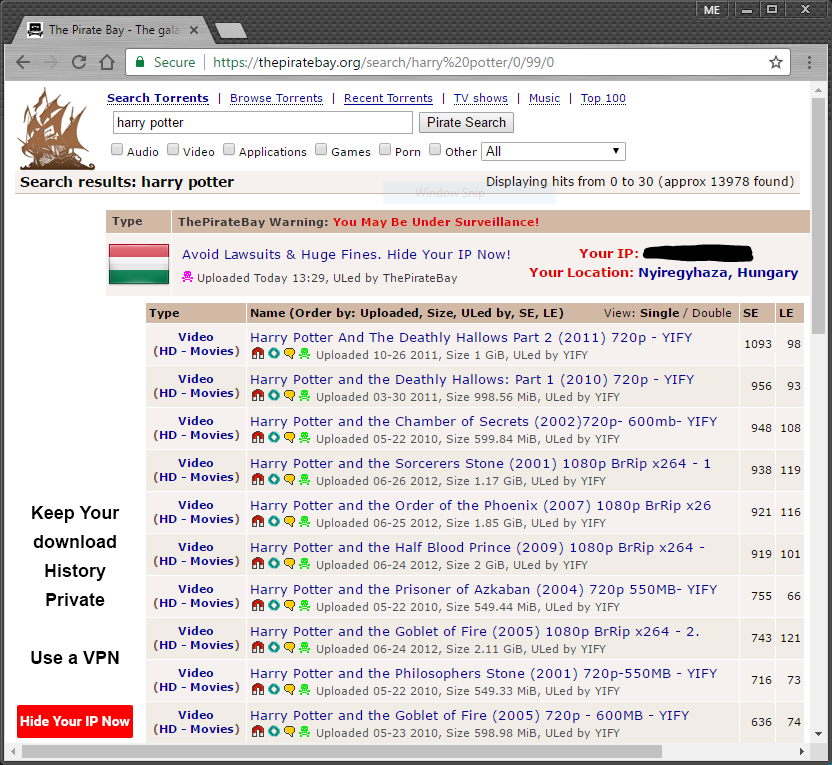 ME
The Pirate Bay - The gala
Secure https://thepiratebay.org/search/harry%20potter/0/99/0
Search Torrents | Browse Torrents | Recent Torrents | TV shows | Music | Top 100
harry potter Pirate Search
Audio Video Applications Games Porn Other All
Search results: harry potter Displaying hits from 0 to 30 (approx 13978 found)
Window Snip
Type ThePirateBay Warning: You May Be Under Surveillance!
Avoid Lawsuits & Huge Fines. Hide Your IP Now! Your IP:
Uploaded Today 13:29, ULed by ThePirateBay Your Location: Nyiregyhaza, Hungary
Type Name (Order by: Uploaded, Size, ULed by, SE, LE) View: Single / Double SE LE
Video Harry Potter And The Deathly Hallows Part 2 (2011) 720p - YIFY 1093 98
(HD - Movies) Uploaded 10-26 2011, Size 1 GiB, ULed by YIFY
Video Harry Potter and the Deathly Hallows: Part 1 (2010) 720p - YIFY 956 93
(HD - Movies) Uploaded 03-30 2011, Size 998.56 MiB, ULed by YIFY
Video Harry Potter and the Chamber of Secrets (2002)720p- 600mb- YIFY 948 108
(HD - Movies) Uploaded 05-22 2010, Size 599.84 MiB, ULed by YIFY
Video Harry Potter and the Sorcerers Stone (2001) 1080p BrRip x264 - 1 938 119
(HD - Movies) Uploaded 06-26 2012, Size 1.17 GiB, ULed by YIFY
Video Harry Potter and the Order of the Phoenix (2007) 1080p BrRip x26 921 116
(HD - Movies) Uploaded 06-25 2012, Size 1.85 GiB, ULed by YIFY
Video Harry Potter and the Half Blood Prince (2009) 1080p BrRip x264 - 919 101
(HD - Movies) Uploaded 06-24 2012, Size 2 GiB, ULed by YIFY
Video Harry Potter and the Prisoner of Azkaban (2004) 720p 550MB- YIFY 755 66
(HD - Movies) Uploaded 05-22 2010, Size 549.44 MiB, ULed by YIFY
Video Harry Potter and the Goblet of Fire (2005) 1080p BrRip x264 - 2. 743 121
(HD - Movies) Uploaded 06-24 2012, Size 2.11 GiB, ULed by YIFY
Video Harry Potter and the Philosophers Stone (2001) 720p-550MB - YIFY 716 73
(HD - Movies) Uploaded 05-22 2010, Size 549.33 MiB, ULed by YIFY
Video Harry Potter and the Goblet of Fire (2005) 720p - 600MB - YIFY 636 74
(HD - Movies) Uploaded 05-23 2010, Size 598.98 MiB, ULed by YIFY
Keep Your
download
History
Private
Use a VPN
Hide Your IP Now